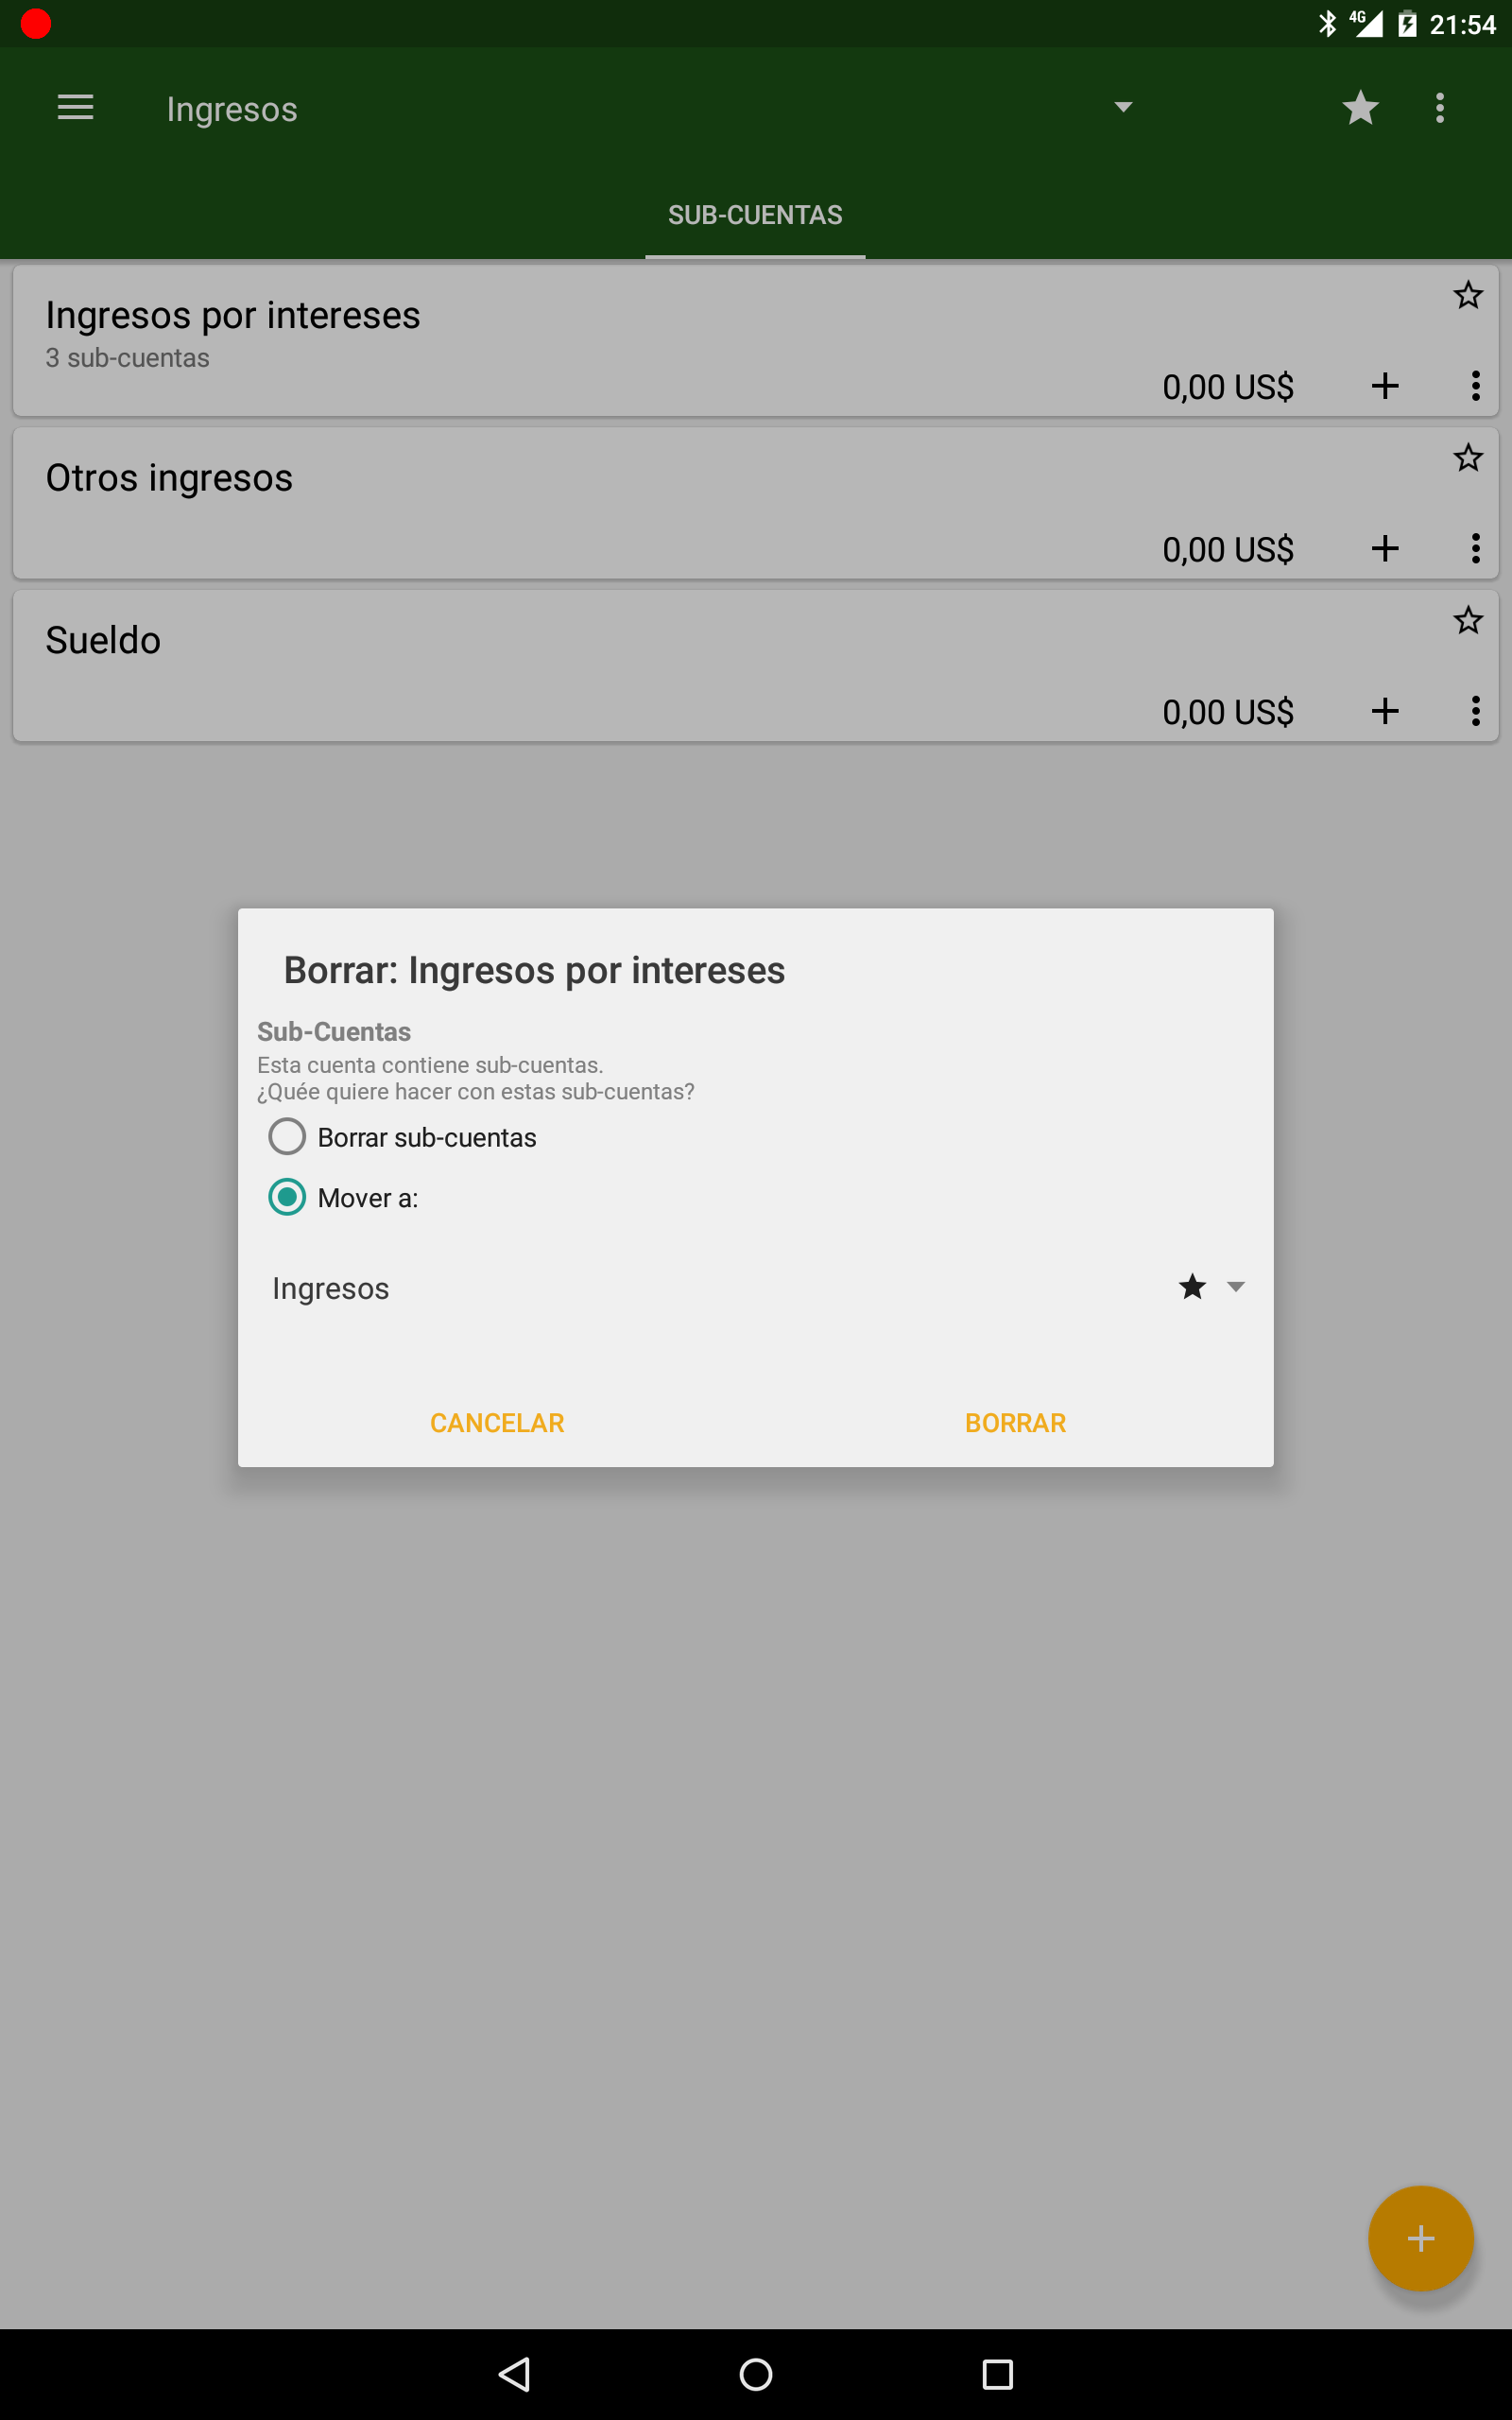 4G 21:54
Ingresos
SUB-CUENTAS
Ingresos por intereses
3 sub-cuentas
0,00 US$
Otros ingresos
0,00 US$
Sueldo
0,00 US$
Borrar: Ingresos por intereses
Sub-Cuentas
Esta cuenta contiene sub-cuentas.
¿Quée quiere hacer con estas sub-cuentas?
Borrar sub-cuentas
Mover a:
Ingresos
CANCELAR BORRAR